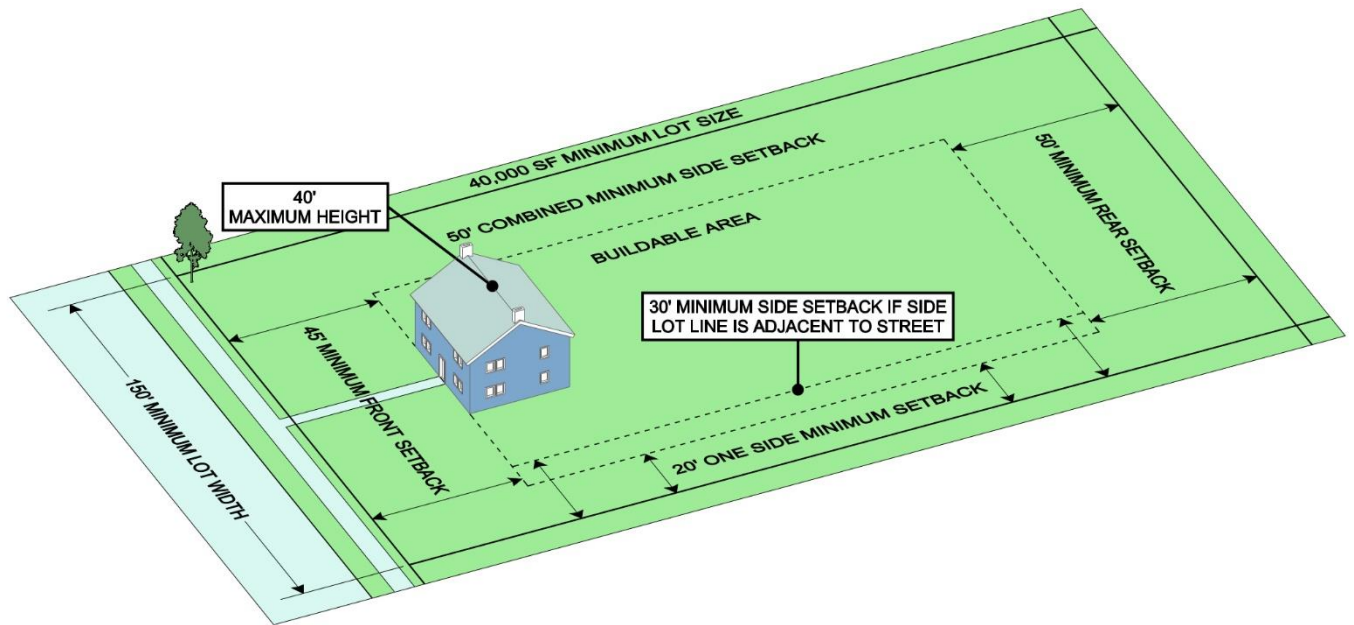 40,000 SF MINIMUM LOT SIZE
50' COMBINED MINIMUM SIDE SETBACK
40'
MAXIMUM HEIGHT
BUILDABLE AREA
50' MINIMUM REAR SETBACK
30' MINIMUM SIDE SETBACK IF SIDE
LOT LINE IS ADJACENT TO STREET
45' MINIMUM FRONT SETBACK
150' MINIMUM LOT WIDTH
20' ONE SIDE MINIMUM SETBACK